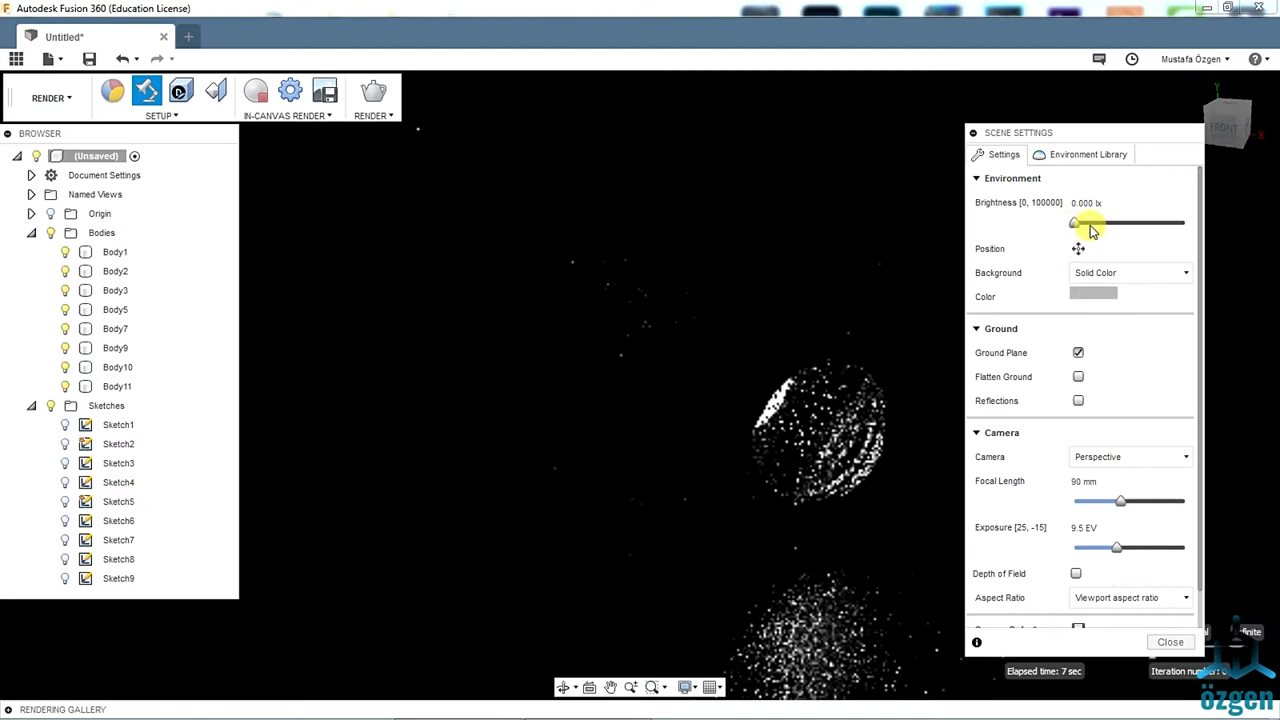 Autodesk Fusion 360 (Education License)
Untitled*
Mustafa Özgen
RENDER
SETUP
IN-CANVAS RENDER
RENDER
BROWSER
(Unsaved)
Document Settings
Named Views
Origin
Bodies
Body1
Body2
Body3
Body5
Body7
Body9
Body10
Body11
Sketches
Sketch1
Sketch2
Sketch3
Sketch4
Sketch5
Sketch6
Sketch7
Sketch8
Sketch9
Y
FRONT
X
SCENE SETTINGS
Settings
Environment Library
Environment
Brightness [0, 100000] 0.000 lx
Position
Background Solid Color
Color
Ground
Ground Plane
Flatten Ground
Reflections
Camera
Camera Perspective
Focal Length 90 mm
Exposure [25, -15] 9.5 EV
Depth of Field
Aspect Ratio Viewport aspect ratio
Close
Elapsed time: 7 sec
Iteration number:
özgen
RENDERING GALLERY